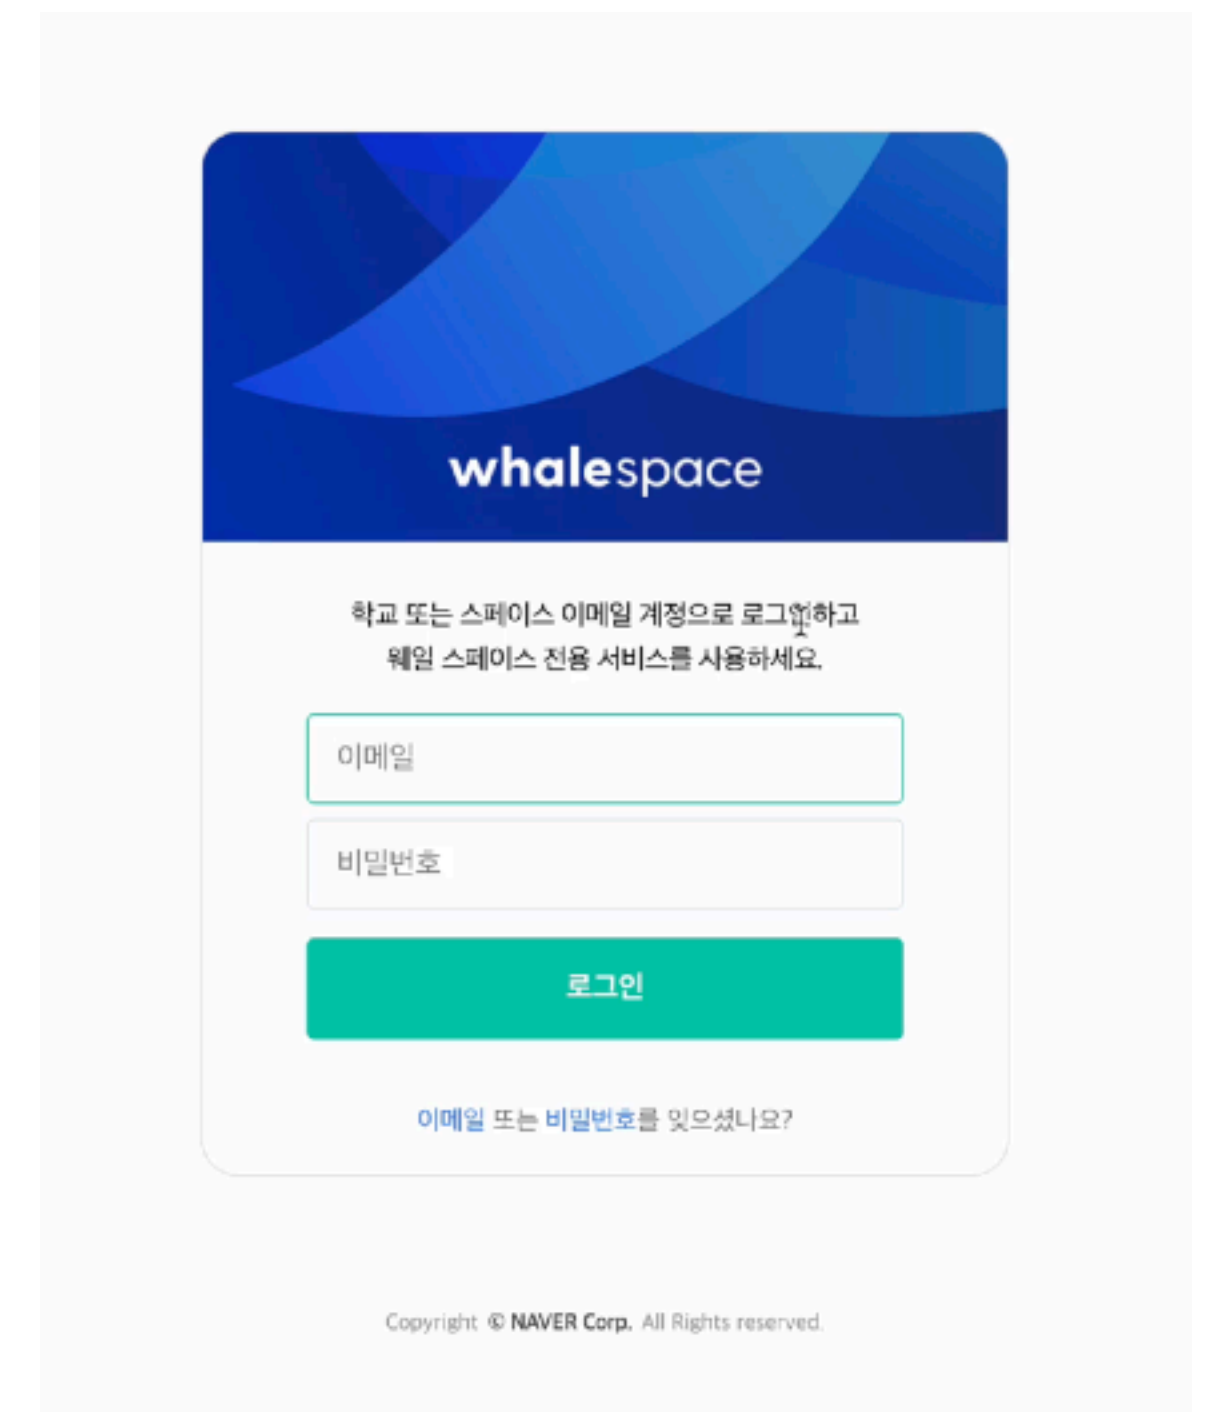 whalespace
학교 또는 스페이스 이메일 계정으로 로그인하고
웨일 스페이스 전용 서비스를 사용하세요.
이메일
비밀번호
로그인
이메일 또는 비밀번호를 잊으셨나요?
Copyright © NAVER Corp. All Rights reserved.